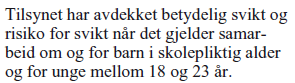 Tilsynet har avdekket betydelig svikt og
risiko for svikt når det gjelder samar-
beid om og for barn i skolepliktig alder
og for unge mellom 18 og 23 år.